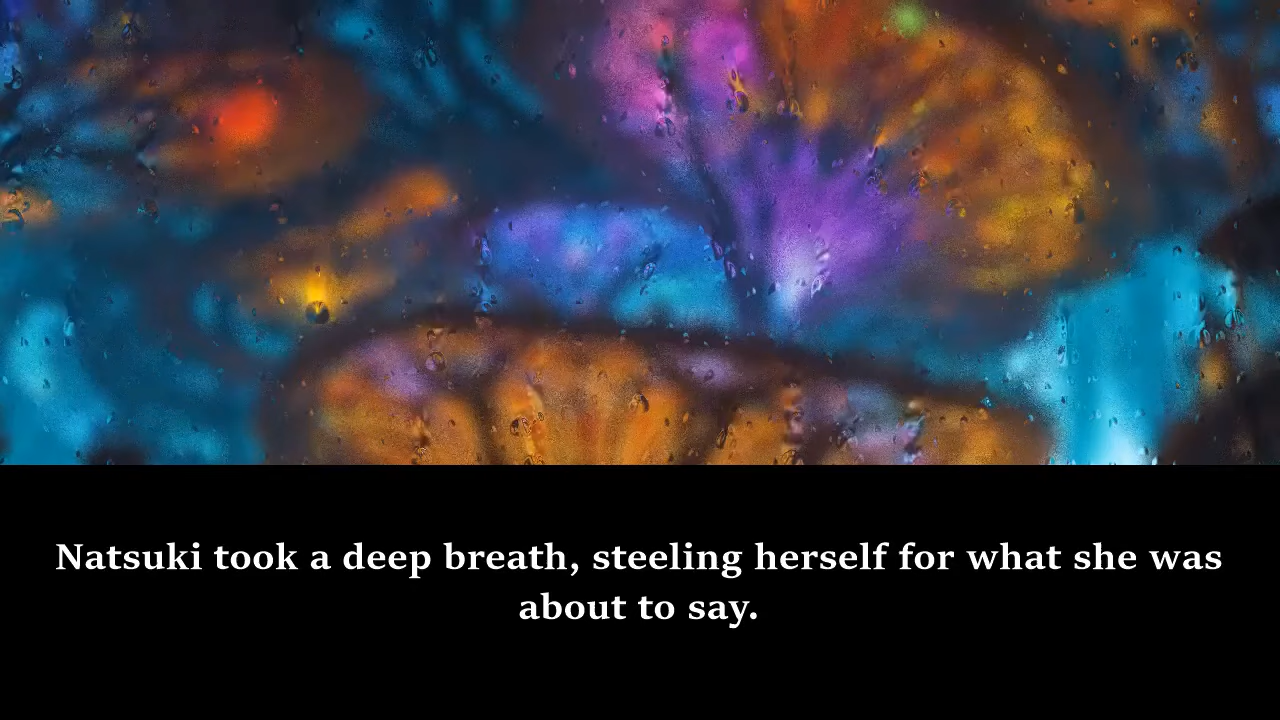 Natsuki took a deep breath, steeling herself for what she was
about to say.